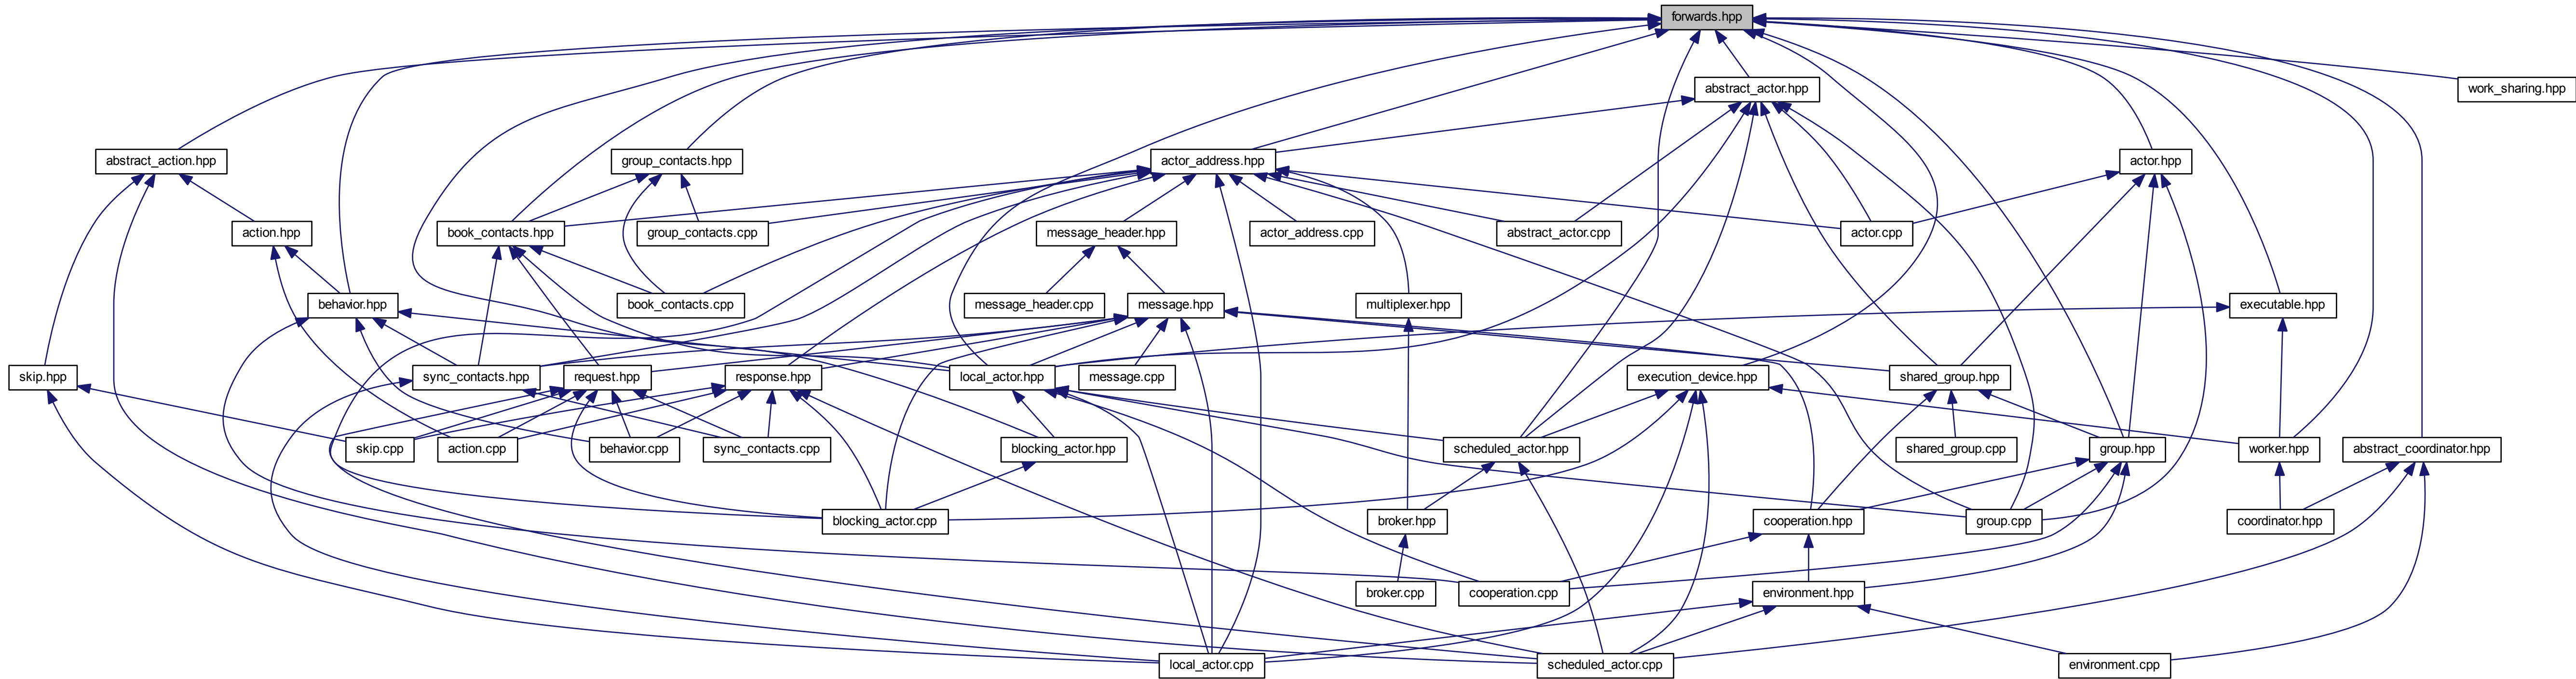 forwards.hpp
abstract_actor.hpp
work_sharing.hpp
abstract_action.hpp
group_contacts.hpp
actor_address.hpp
actor.hpp
action.hpp
book_contacts.hpp
group_contacts.cpp
message_header.hpp
actor_address.cpp
abstract_actor.cpp
actor.cpp
behavior.hpp
book_contacts.cpp
message_header.cpp
message.hpp
multiplexer.hpp
executable.hpp
skip.hpp
sync_contacts.hpp
request.hpp
response.hpp
local_actor.hpp
message.cpp
execution_device.hpp
shared_group.hpp
skip.cpp
action.cpp
behavior.cpp
sync_contacts.cpp
blocking_actor.hpp
scheduled_actor.hpp
shared_group.cpp
group.hpp
worker.hpp
abstract_coordinator.hpp
blocking_actor.cpp
broker.hpp
cooperation.hpp
group.cpp
coordinator.hpp
broker.cpp
cooperation.cpp
environment.hpp
local_actor.cpp
scheduled_actor.cpp
environment.cpp